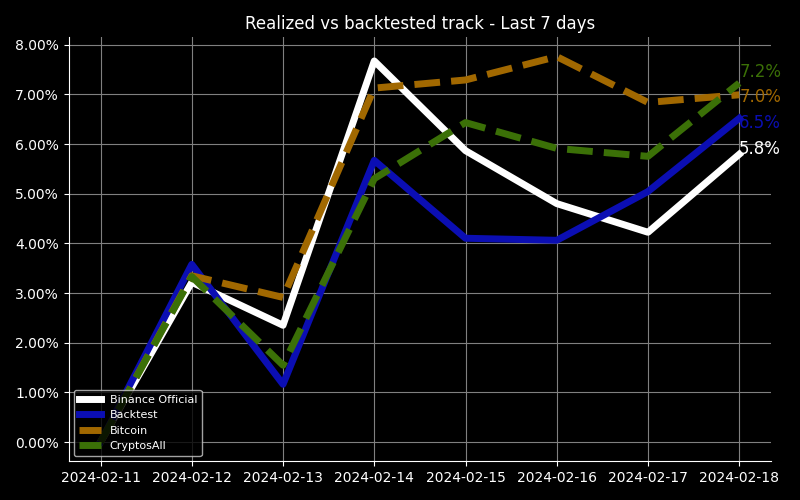 Realized vs backtested track - Last 7 days
8.00%
7.00%
6.00%
5.00%
4.00%
3.00%
2.00%
1.00%
0.00%
7.2%
7.0%
6.5%
5.8%
Binance Official
Backtest
Bitcoin
CryptosAll
2024-02-11 2024-02-12 2024-02-13 2024-02-14 2024-02-15 2024-02-16 2024-02-17 2024-02-18